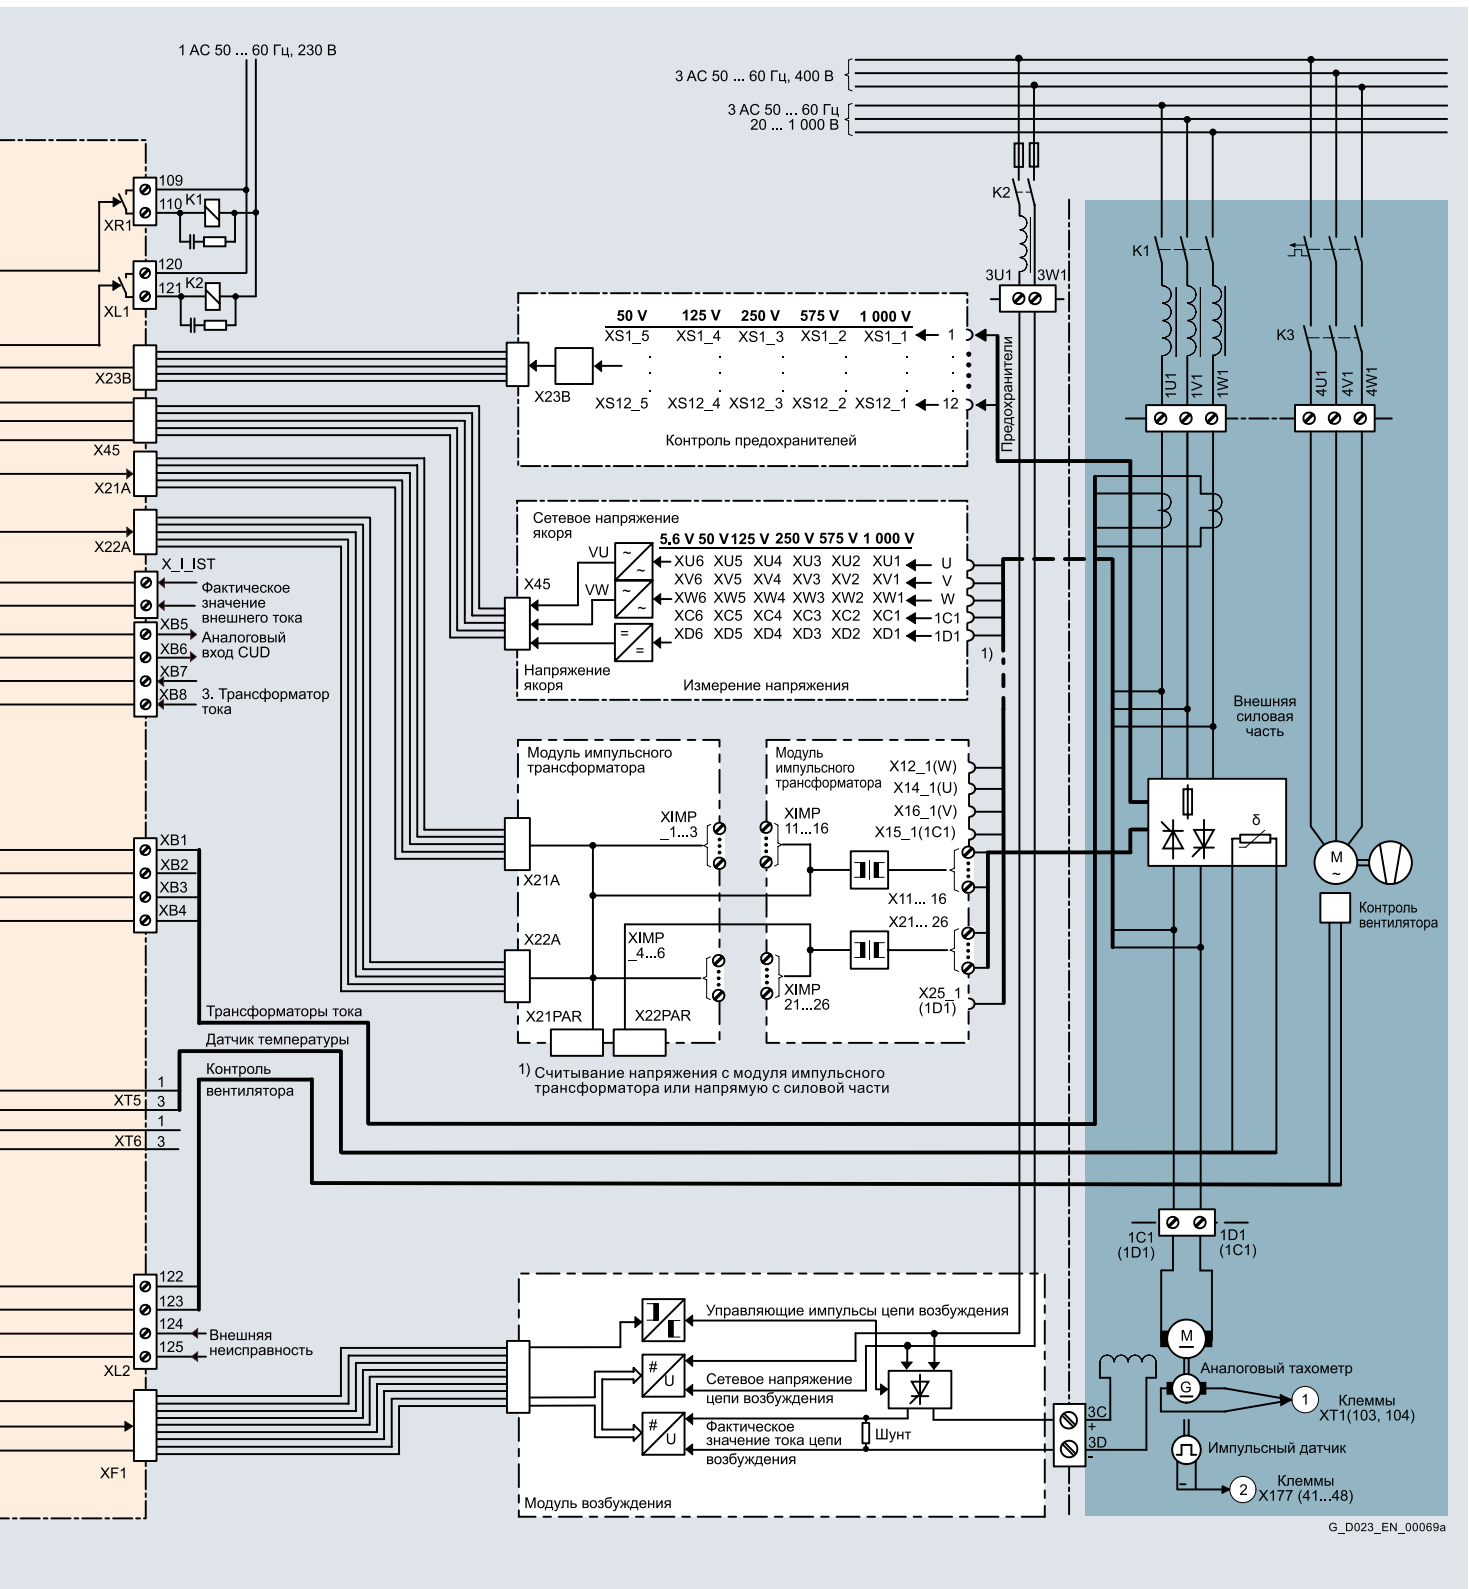 1 AC 50 ... 60 Гц, 230 В
3 AC 50 ... 60 Гц, 400 В
3 AC 50 ... 60 Гц
20 ... 1 000 В
109
110
K1
XR1
120
121
K2
XL1
X23B
X45
X21A
X22A
X_I_IST
Фактическое
значение
внешнего тока
XB5
Аналоговый
XB6
вход CUD
XB7
XB8
3. Трансформатор
тока
XB1
XB2
XB3
XB4
Трансформаторы тока
Датчик температуры
Контроль
вентилятора
1
XT5 3
1
XT6 3
122
123
124
Внешняя
125
неисправность
XL2
XF1
50 V 125 V 250 V 575 V 1 000 V
XS1_5 XS1_4 XS1_3 XS1_2 XS1_1 1
. . . . . .
. . . . . .
XS12_5 XS12_4 XS12_3 XS12_2 XS12_1 12
X23B
Контроль предохранителей
Предохранители
K2
3U1 3W1
Сетевое напряжение
якоря
5.6 V 50 V 125 V 250 V 575 V 1 000 V
VU
XU6 XU5 XU4 XU3 XU2 XU1 U
XV6 XV5 XV4 XV3 XV2 XV1 V
X45
VW
XW6 XW5 XW4 XW3 XW2 XW1 W
XC6 XC5 XC4 XC3 XC2 XC1 1C1
XD6 XD5 XD4 XD3 XD2 XD1 1D1
~
~
~
~
=
=
1)
Напряжение
якоря
Измерение напряжения
Модуль импульсного
трансформатора
XIMP
_1...3
X21A
X22A
XIMP
_4...6
X21PAR
X22PAR
Модуль
импульсного
трансформатора
X12_1(W)
X14_1(U)
X16_1(V)
X15_1(1C1)
XIMP
11...16
X11... 16
X21... 26
XIMP
21...26
X25_1
(1D1)
1) Считывание напряжения с модуля импульсного
трансформатора или напрямую с силовой части
Управляющие импульсы цепи возбуждения
#
U
Сетевое напряжение
цепи возбуждения
#
U
Фактическое
значение тока цепи
возбуждения
Шунт
Модуль возбуждения
3C
+
3D
-
K1
K3
1U1
1V1
1W1
4U1
4V1
4W1
Внешняя
силовая
часть
δ
M
~
Контроль
вентилятора
1C1
(1D1)
1D1
(1C1)
M
Аналоговый тахометр
G
1
Клеммы
XT1(103, 104)
Импульсный датчик
2
Клеммы
X177 (41...48)
G_D023_EN_00069a